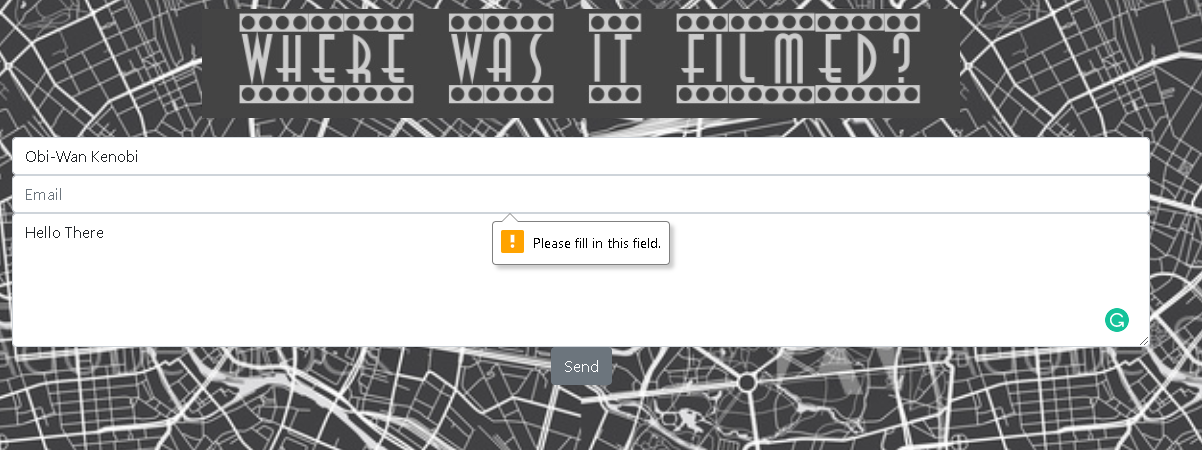 WHERE WAS IT FILMED?
Obi-Wan Kenobi
Email
Please fill in this field.
Hello There
Send